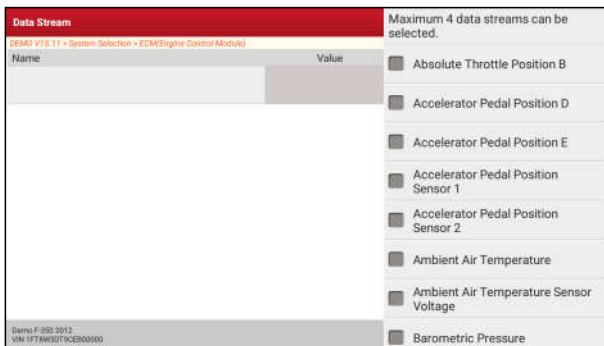 Data Stream
DEMO V15.11 > System Selection > ECM(Engine Control Module)
Name Value
Demo F-350 2012
VIN 1FT8W3DT9CEB00000
Maximum 4 data streams can be
selected.
Absolute Throttle Position B
Accelerator Pedal Position D
Accelerator Pedal Position E
Accelerator Pedal Position
Sensor 1
Accelerator Pedal Position
Sensor 2
Ambient Air Temperature
Ambient Air Temperature Sensor
Voltage
Barometric Pressure